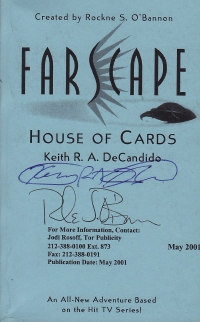 Created by Rockne S. O'Bannon
FARSCAPE
HOUSE OF CARDS
Keith R. A. DeCandido
For More Information, Contact:
Jodi Rosoff, Tor Publicity
212-388-0100 Ext. 873
Fax: 212-388-0191
Publication Date: May 2001
May 2001
An All-New Adventure Based
on the Hit TV Series!